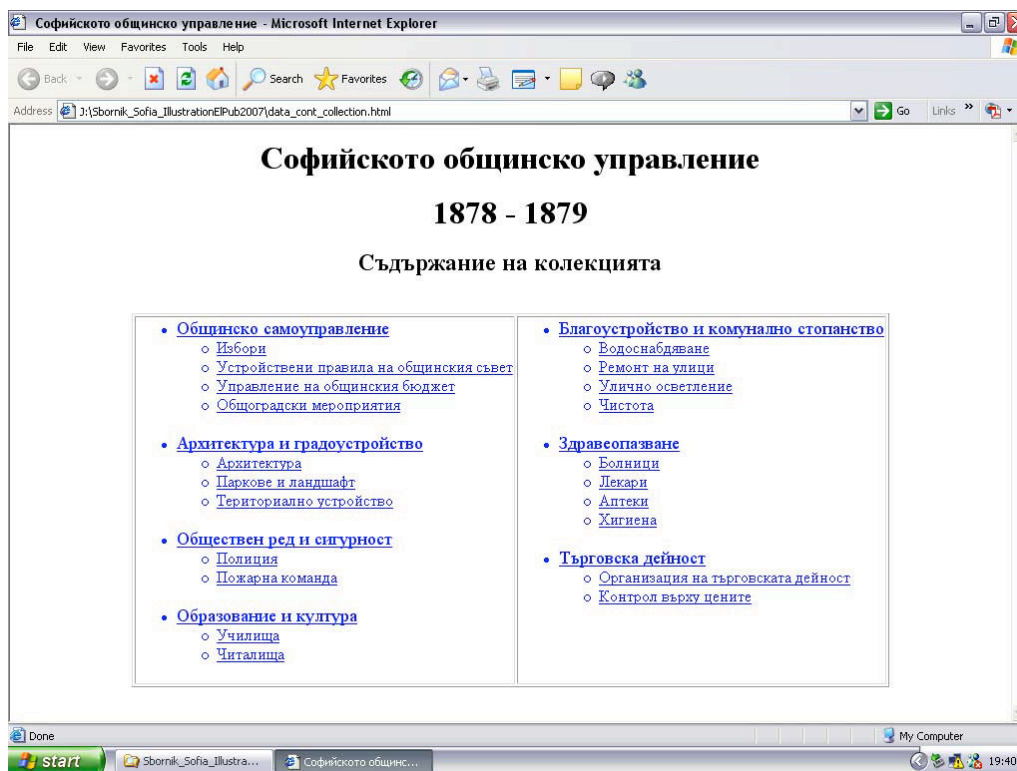 Софийското общинско управление - Microsoft Internet Explorer
File Edit View Favorites Tools Help
Back Search Favorites
Address J:\Sbornik_Sofia_IllustrationElPub2007\data_cont_collection.html Go Links »
Софийското общинско управление
1878 - 1879
Съдържание на колекцията
Общинско самоуправление
Избори
Устройствени правила на общинския съвет
Управление на общинския бюджет
Общоградски мероприятия
Архитектура и градоустройство
Архитектура
Паркове и ландшафт
Териториално устройство
Обществен ред и сигурност
Полиция
Пожарна команда
Образование и култура
Училища
Читалища
Благоустройство и комунално стопанство
Водоснабдяване
Ремонт на улици
Улично осветление
Чистота
Здравеопазване
Болници
Лекари
Аптеки
Хигиена
Търговска дейност
Организация на търговската дейност
Контрол върху цените
Done My Computer
start Sbornik_Sofia_Illustra... Софийското общинс... 19:40